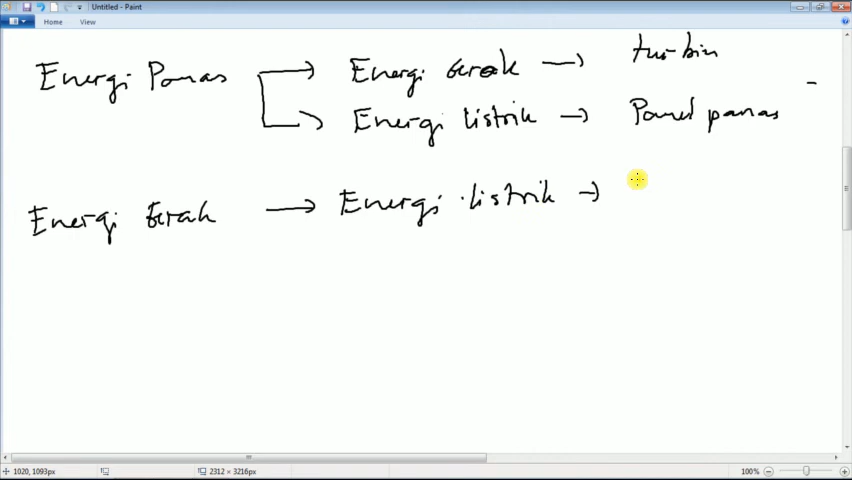 Untitled - Paint
Home View
Energi Panas → Energi Gerak → turbin
Energi listrik → Panel panas
Energi Gerak → Energi listrik →
1020, 1093px 2312 × 3216px 100%